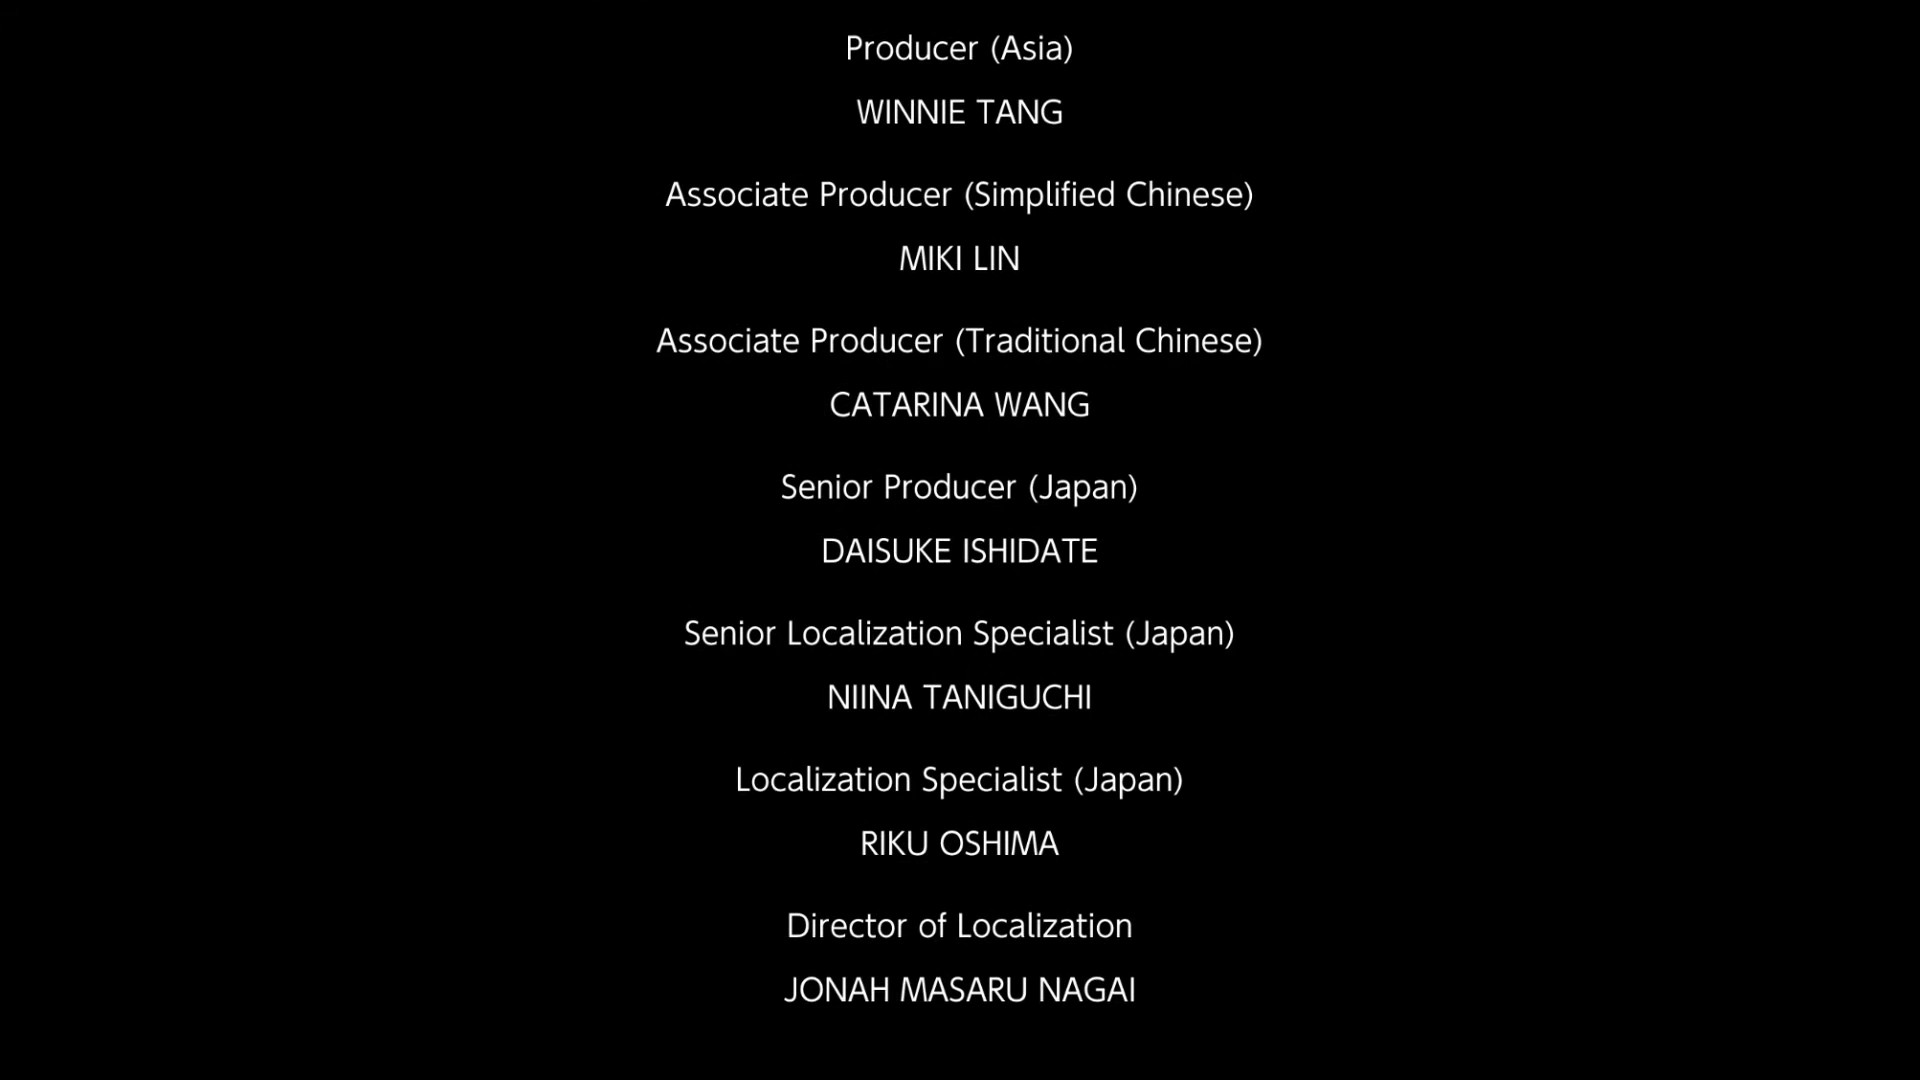 Producer (Asia)
WINNIE TANG
Associate Producer (Simplified Chinese)
MIKI LIN
Associate Producer (Traditional Chinese)
CATARINA WANG
Senior Producer (Japan)
DAISUKE ISHIDATE
Senior Localization Specialist (Japan)
NIINA TANIGUCHI
Localization Specialist (Japan)
RIKU OSHIMA
Director of Localization
JONAH MASARU NAGAI